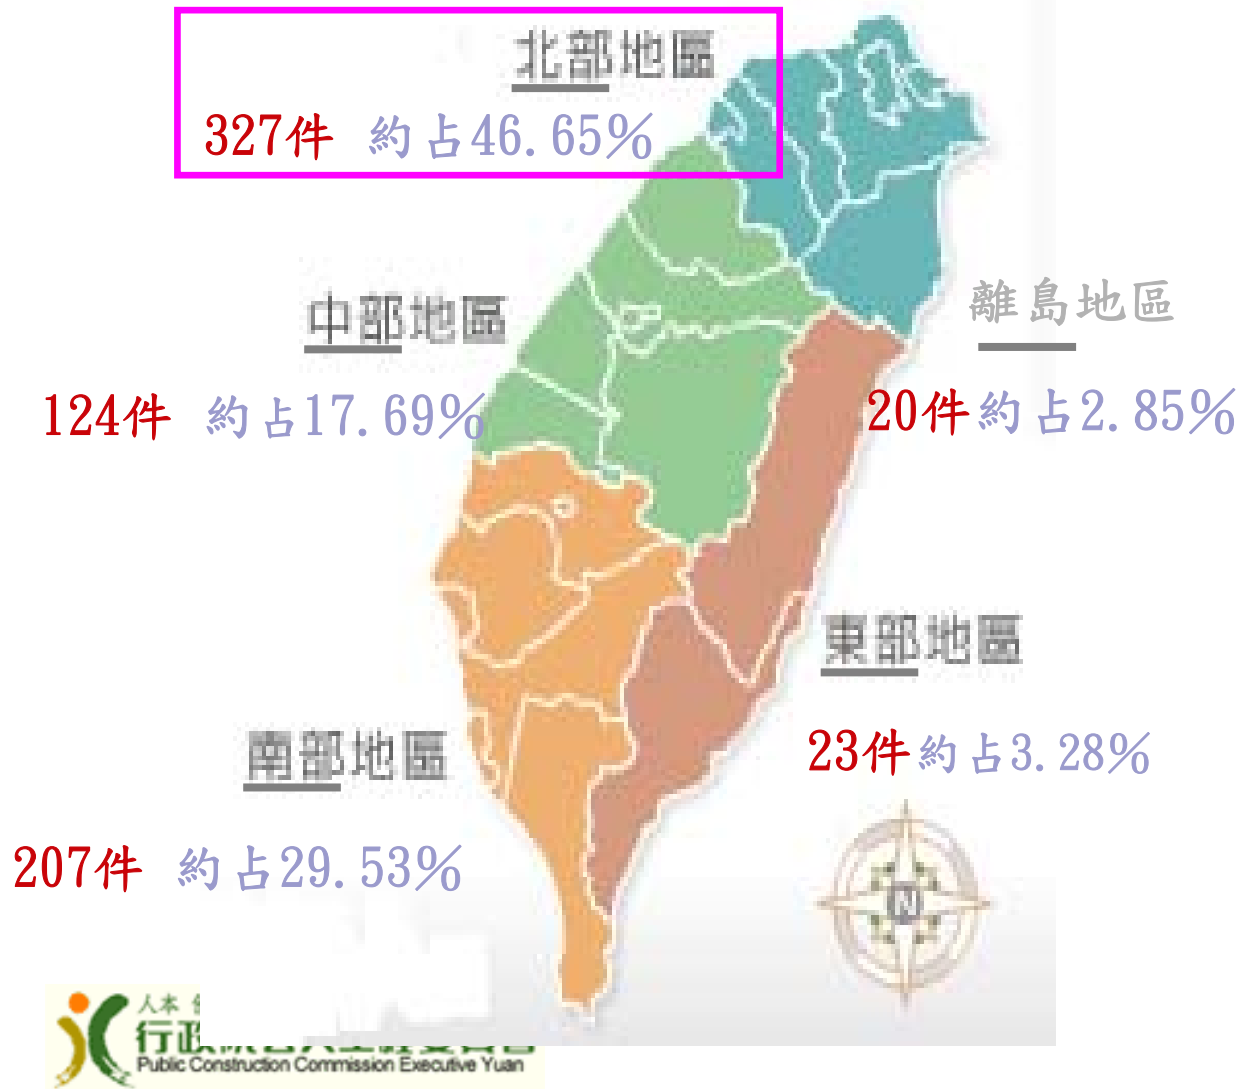 北部地區
327件 約占46.65%
中部地區
124件 約占17.69%
離島地區
20件約占2.85%
東部地區
23件約占3.28%
南部地區
207件 約占29.53%
N
人本
行政院
Public Construction Commission Executive Yuan